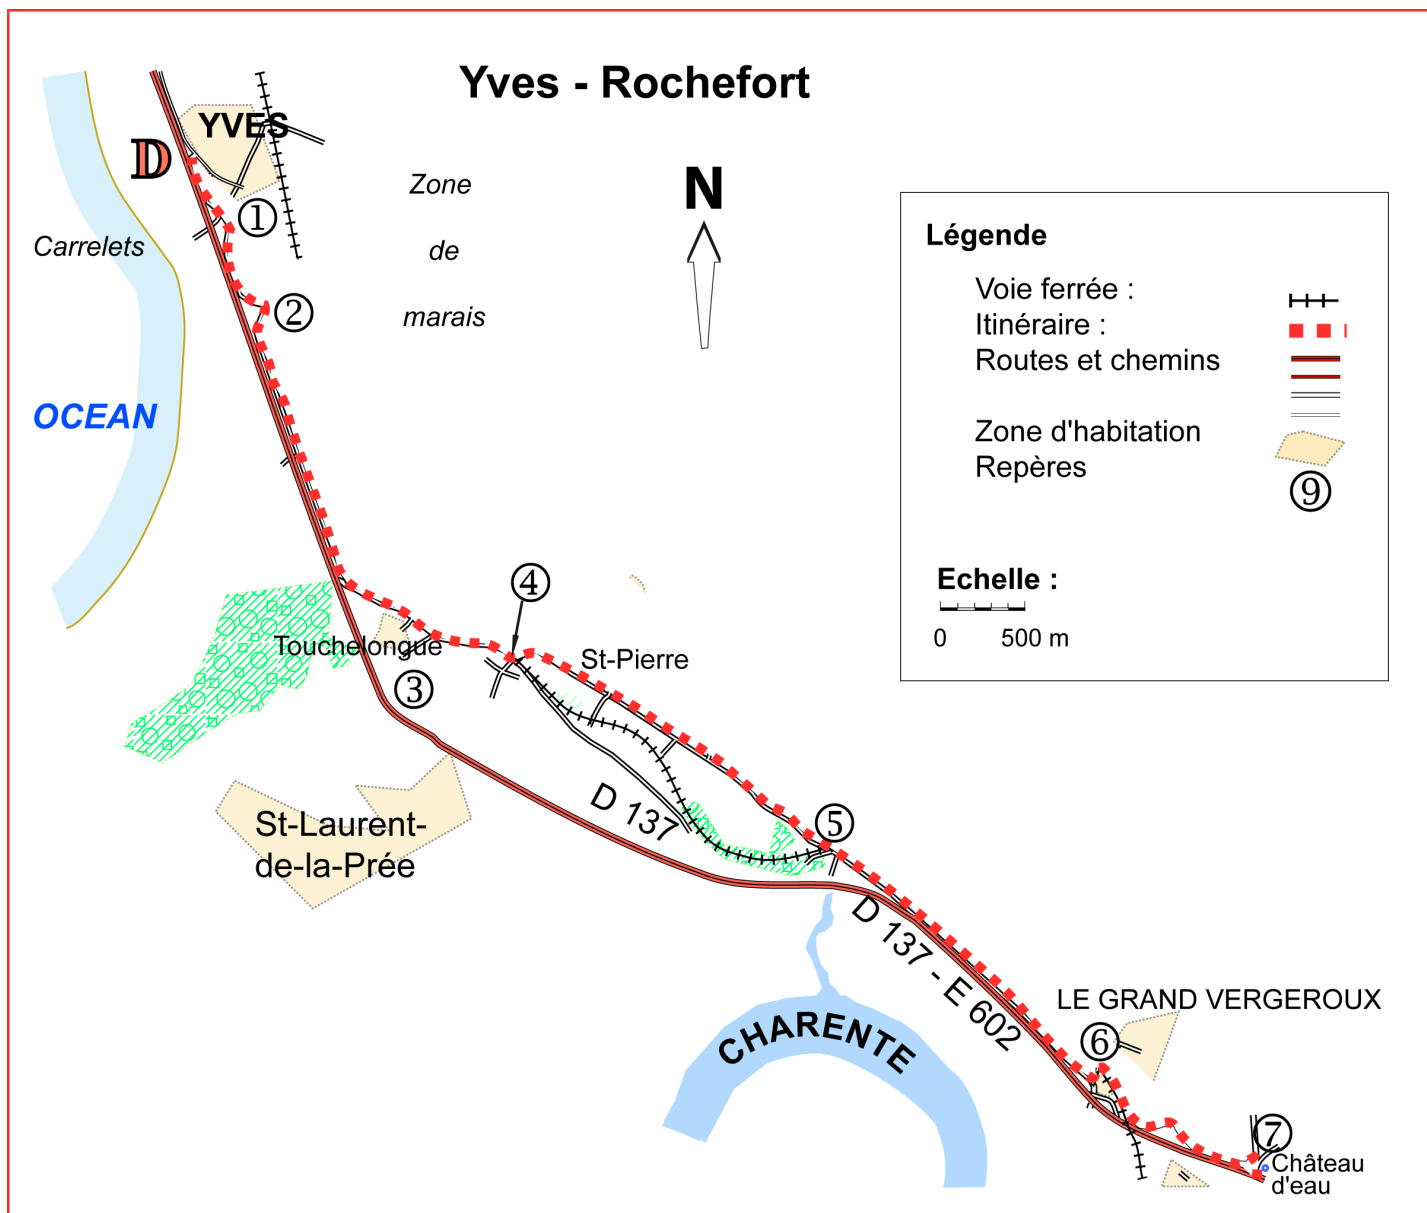 Yves - Rochefort
YVES
D
1
Carrelets
2
OCEAN
Zone
de
marais
N
Légende
Voie ferrée :
Itinéraire :
Routes et chemins
Zone d'habitation
Repères
9
Echelle :
0 500 m
4
Touchelongue
St-Pierre
3
D 137
St-Laurent-
de-la-Prée
5
D 137 - E 602
CHARENTE
LE GRAND VERGEROUX
6
7
Château
d'eau